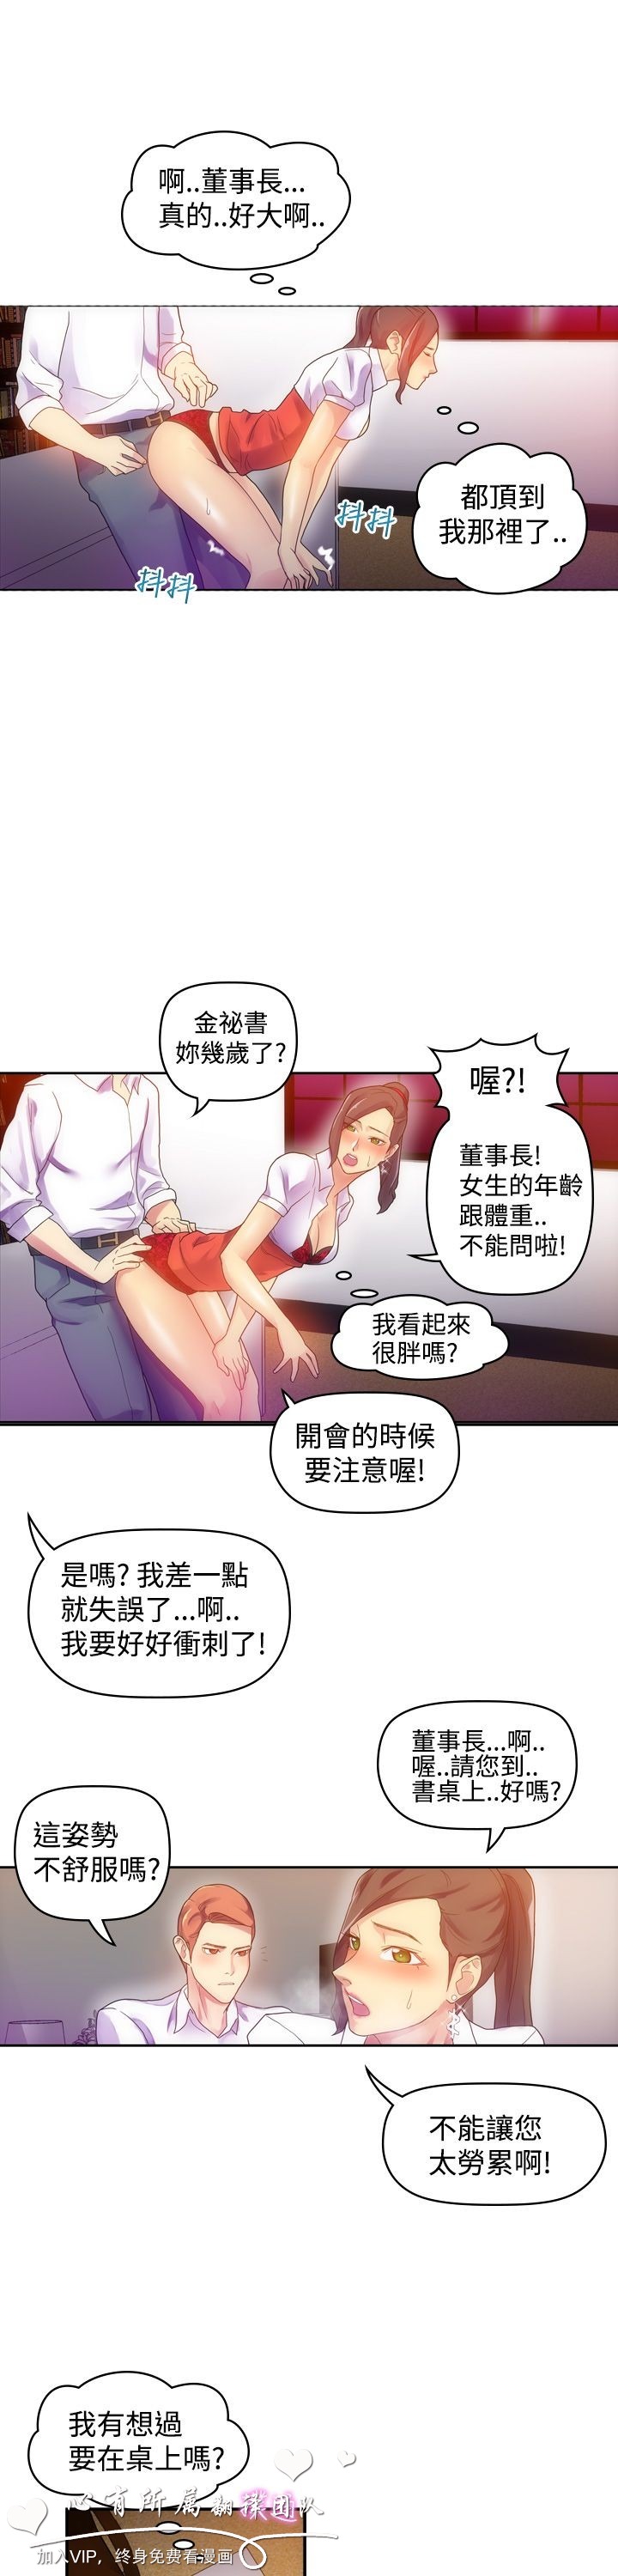 啊..董事長...
真的..好大啊..
都頂到
我那裡了..
抖抖
抖抖
金祕書
妳幾歲了?
喔?!
董事長!
女生的年齡
跟體重..
不能問啦!
我看起來
很胖嗎?
開會的時候
要注意喔!
是嗎? 我差一點
就失誤了...啊..
我要好好衝刺了!
董事長...啊..
喔..請您到..
書桌上..好嗎?
這姿勢
不舒服嗎?
不能讓您
太勞累啊!
我有想過
要在桌上嗎?
心有所属翻譯团队
加入VIP，终身免费看漫画